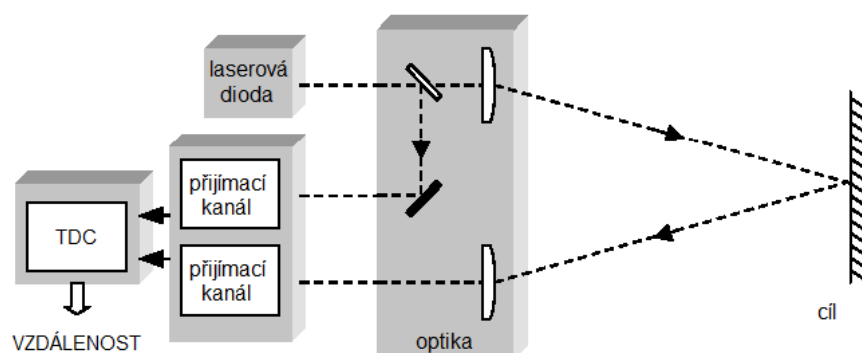 laserová
dioda
přijímací
kanál
TDC
přijímací
kanál
VZDÁLENOST
optika
cíl